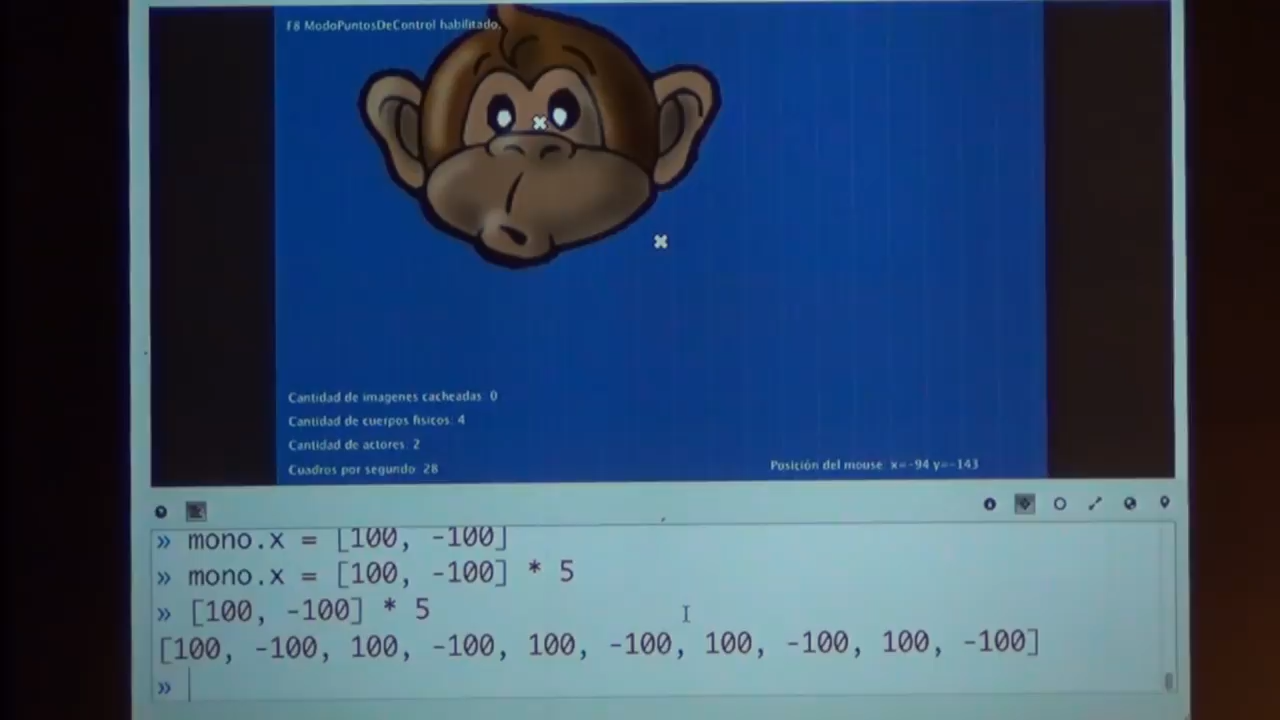 F8 ModoPuntosDeControl habilitado.
Cantidad de imagenes cacheadas: 0
Cantidad de cuerpos fisicos: 4
Cantidad de actores: 2
Cuadros por segundo: 28
Posición del mouse: x=-94 y=-143
» mono.x = [100, -100]
» mono.x = [100, -100] * 5
» [100, -100] * 5
[100, -100, 100, -100, 100, -100, 100, -100, 100, -100]
»